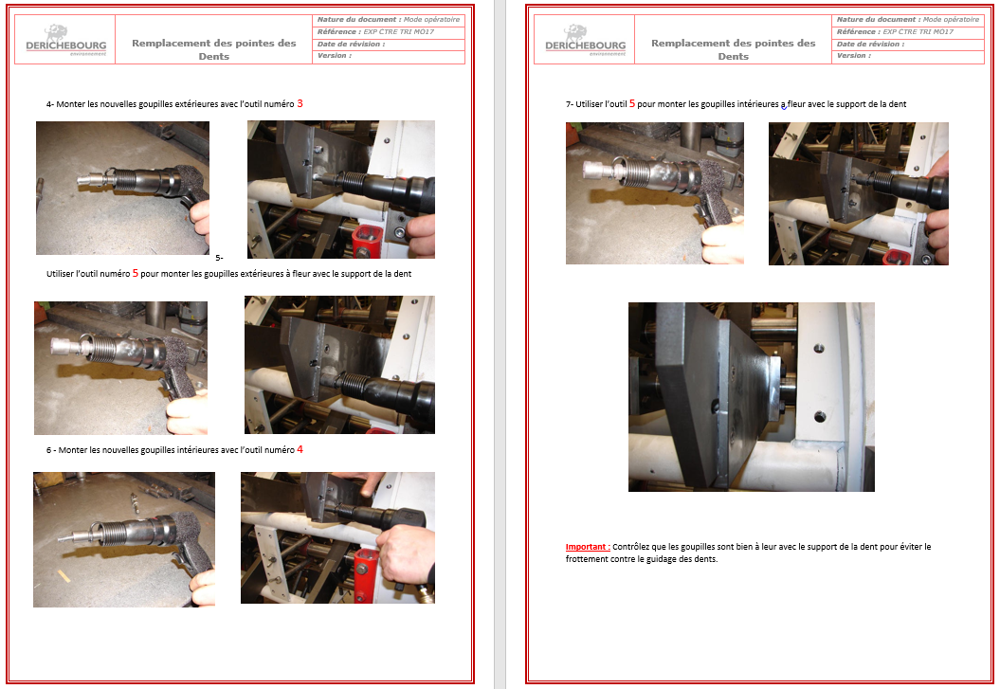 DERICHEBOURG
environnement
Remplacement des pointes des
Dents
Nature du document : Mode opératoire
Référence : EXP CTRE TRI MO17
Date de révision :
Version :
4- Monter les nouvelles goupilles extérieures avec l'outil numéro 3
5-
Utiliser l'outil numéro 5 pour monter les goupilles extérieures à fleur avec le support de la dent
6 - Monter les nouvelles goupilles intérieures avec l'outil numéro 4
DERICHEBOURG
environnement
Remplacement des pointes des
Dents
Nature du document : Mode opératoire
Référence : EXP CTRE TRI MO17
Date de révision :
Version :
7- Utiliser l'outil 5 pour monter les goupilles intérieures a fleur avec le support de la dent
Important : Contrôlez que les goupilles sont bien à leur avec le support de la dent pour éviter le
frottement contre le guidage des dents.